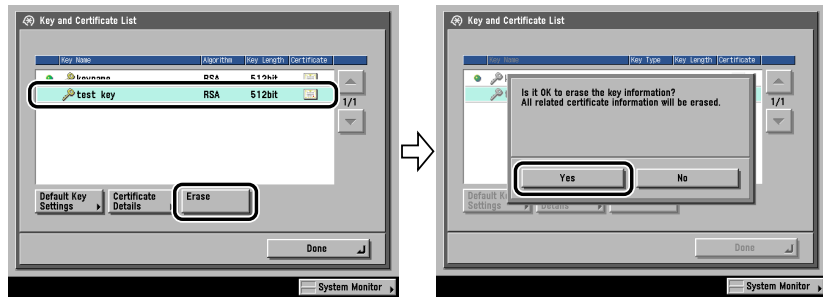 Key and Certificate List
Key Name Algorithm Key Length Certificate
keyname RSA 512bit
test key RSA 512bit
1/1
Default Key Settings
Certificate Details
Erase
Done
System Monitor
Key and Certificate List
Key Name Key Type Key Length Certificate
Is it OK to erase the key information?
All related certificate information will be erased.
1/1
Yes No
Default
Settings Details
Done
System Monitor